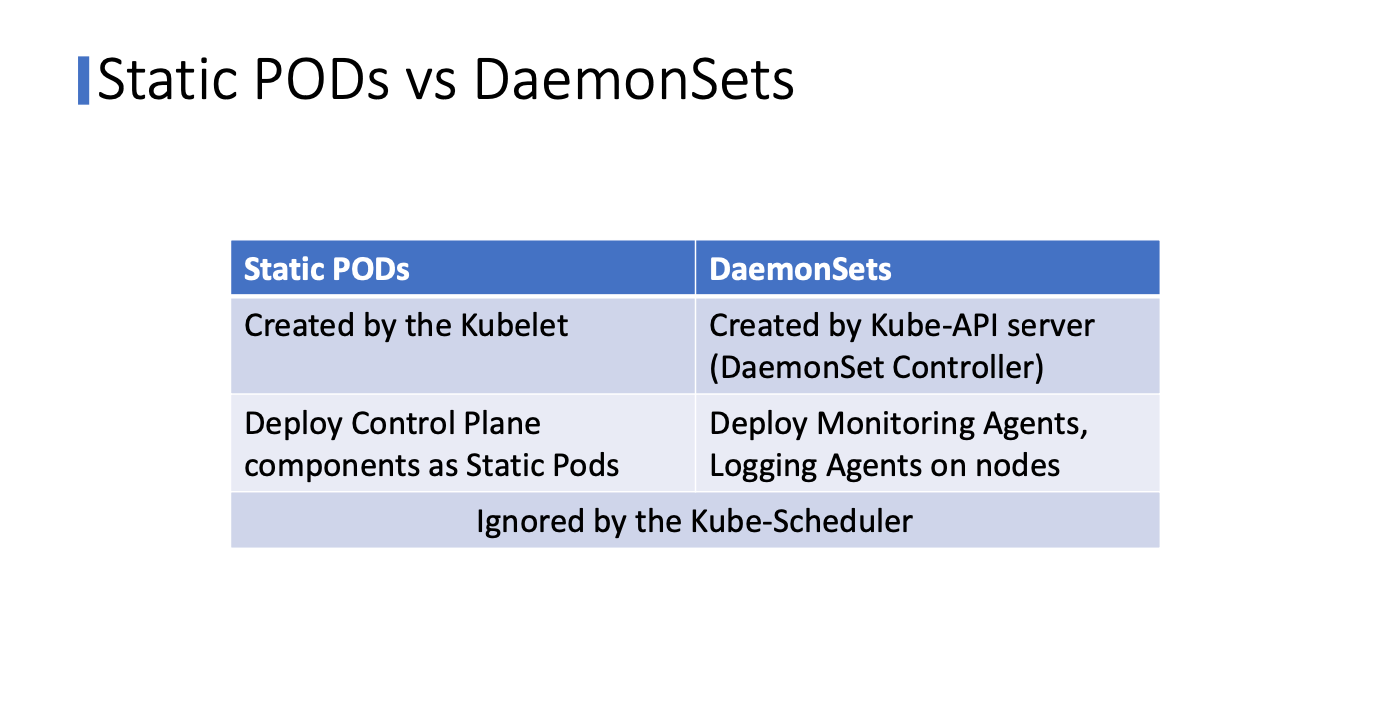 Static PODs vs DaemonSets
Static PODs
DaemonSets
Created by the Kubelet
Created by Kube-API server
(DaemonSet Controller)
Deploy Control Plane
components as Static Pods
Deploy Monitoring Agents,
Logging Agents on nodes
Ignored by the Kube-Scheduler